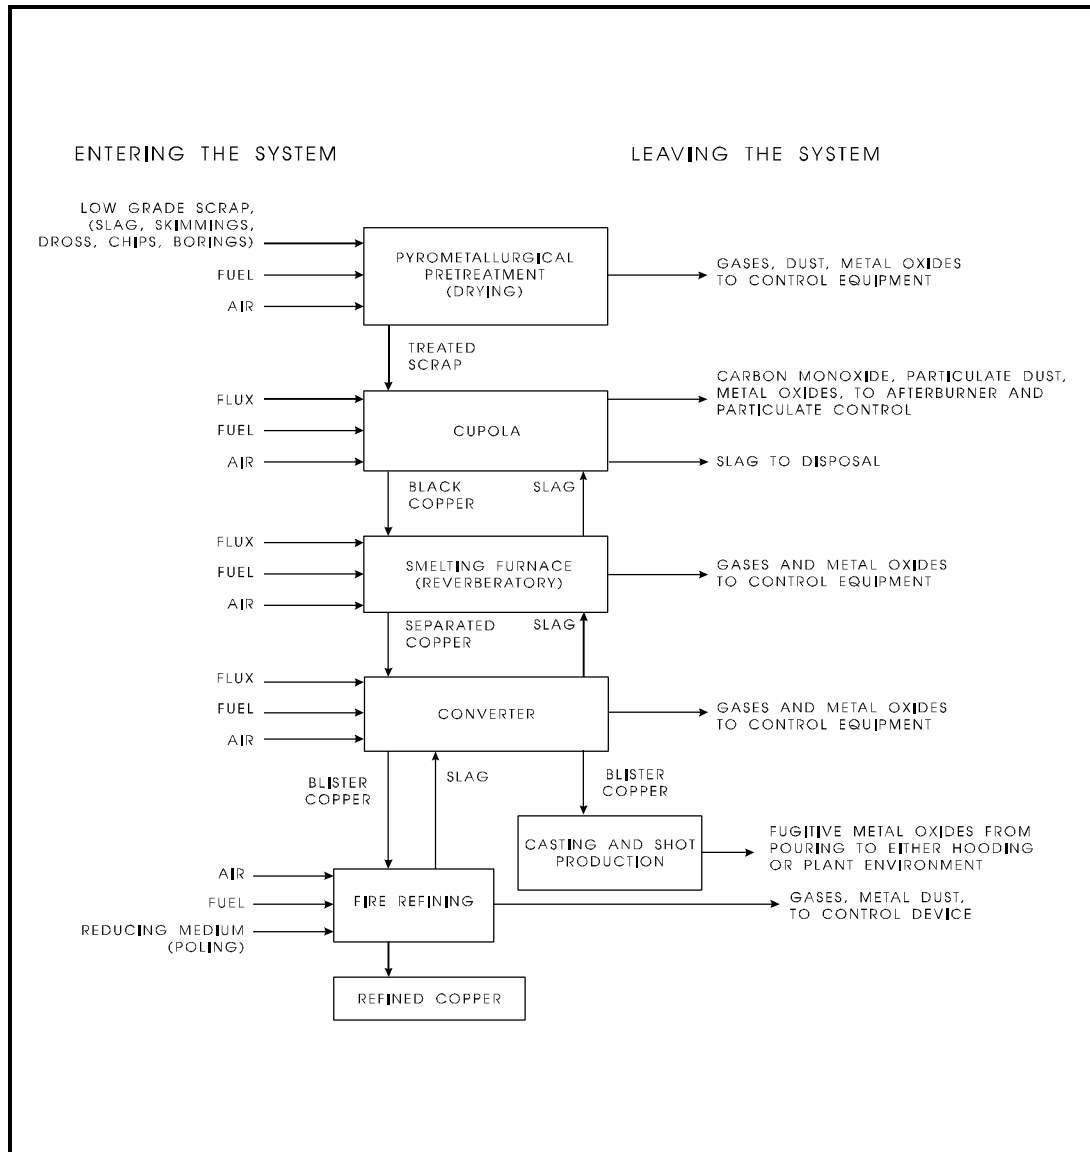 ENTERING THE SYSTEM
LEAVING THE SYSTEM
LOW GRADE SCRAP,
(SLAG, SKIMMINGS,
DROSS, CHIPS, BORINGS)
FUEL
AIR
PYROMETALLURGICAL
PRETREATMENT
(DRYING)
GASES, DUST, METAL OXIDES
TO CONTROL EQUIPMENT
TREATED
SCRAP
FLUX
FUEL
AIR
CUPOLA
CARBON MONOXIDE, PARTICULATE DUST,
METAL OXIDES, TO AFTERBURNER AND
PARTICULATE CONTROL
SLAG TO DISPOSAL
BLACK
COPPER
SLAG
FLUX
FUEL
AIR
SMELTING FURNACE
(REVERBERATORY)
GASES AND METAL OXIDES
TO CONTROL EQUIPMENT
SEPARATED
COPPER
SLAG
FLUX
FUEL
AIR
CONVERTER
GASES AND METAL OXIDES
TO CONTROL EQUIPMENT
BLISTER
COPPER
SLAG
BLISTER
COPPER
CASTING AND SHOT
PRODUCTION
FUGITIVE METAL OXIDES FROM
POURING TO EITHER HOODING
OR PLANT ENVIRONMENT
AIR
FUEL
REDUCING MEDIUM
(POLING)
FIRE REFINING
GASES, METAL DUST,
TO CONTROL DEVICE
REFINED COPPER